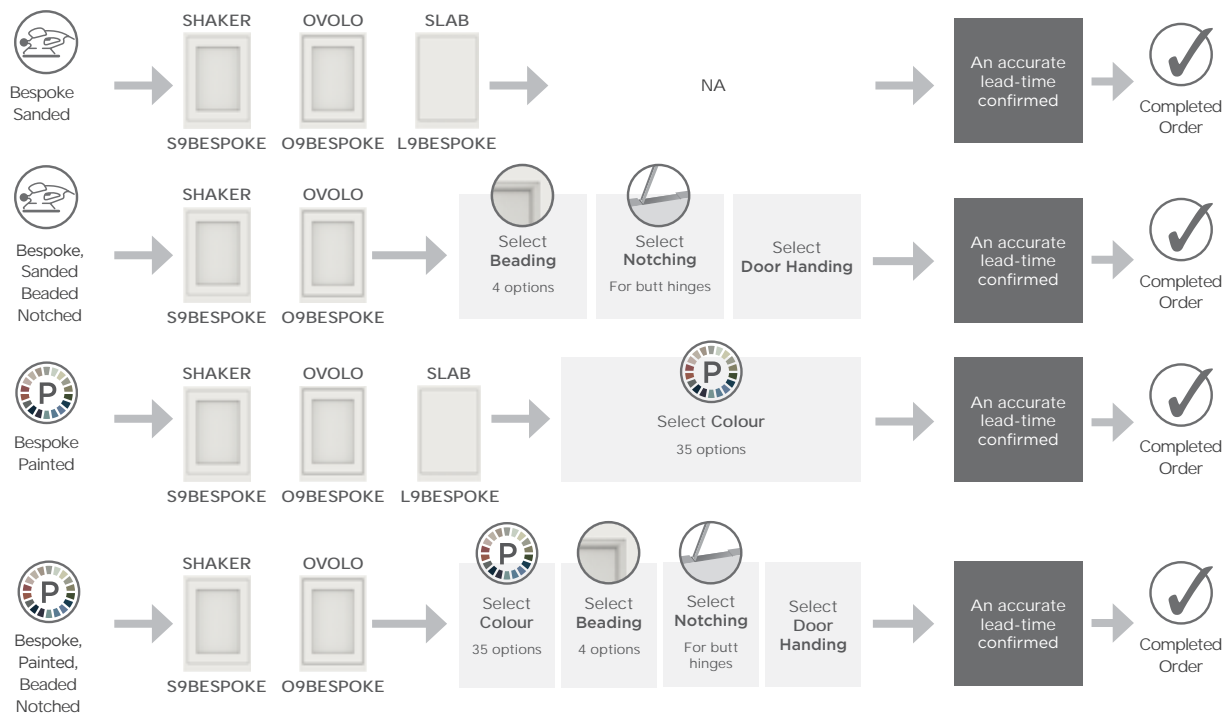 SHAKER
OVOLO
SLAB
Bespoke
Sanded
S9BESPOKE
O9BESPOKE
L9BESPOKE
NA
An accurate
lead-time
confirmed
Completed
Order
SHAKER
OVOLO
Bespoke,
Sanded
Beaded
Notched
S9BESPOKE
O9BESPOKE
Select
Beading
4 options
Select
Notching
For butt hinges
Select
Door Handing
An accurate
lead-time
confirmed
Completed
Order
P
Bespoke
Painted
SHAKER
OVOLO
SLAB
S9BESPOKE
O9BESPOKE
L9BESPOKE
P
Select Colour
35 options
An accurate
lead-time
confirmed
Completed
Order
P
Bespoke,
Painted,
Beaded
Notched
SHAKER
OVOLO
S9BESPOKE
O9BESPOKE
P
Select
Colour
35 options
Select
Beading
4 options
Select
Notching
For butt
hinges
Select
Door
Handing
An accurate
lead-time
confirmed
Completed
Order